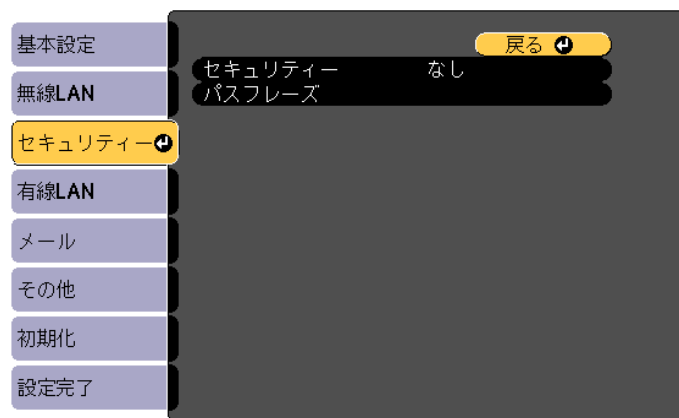 基本設定
無線LAN
セキュリティー
有線LAN
メール
その他
初期化
設定完了
戻る
セキュリティー なし
パスフレーズ